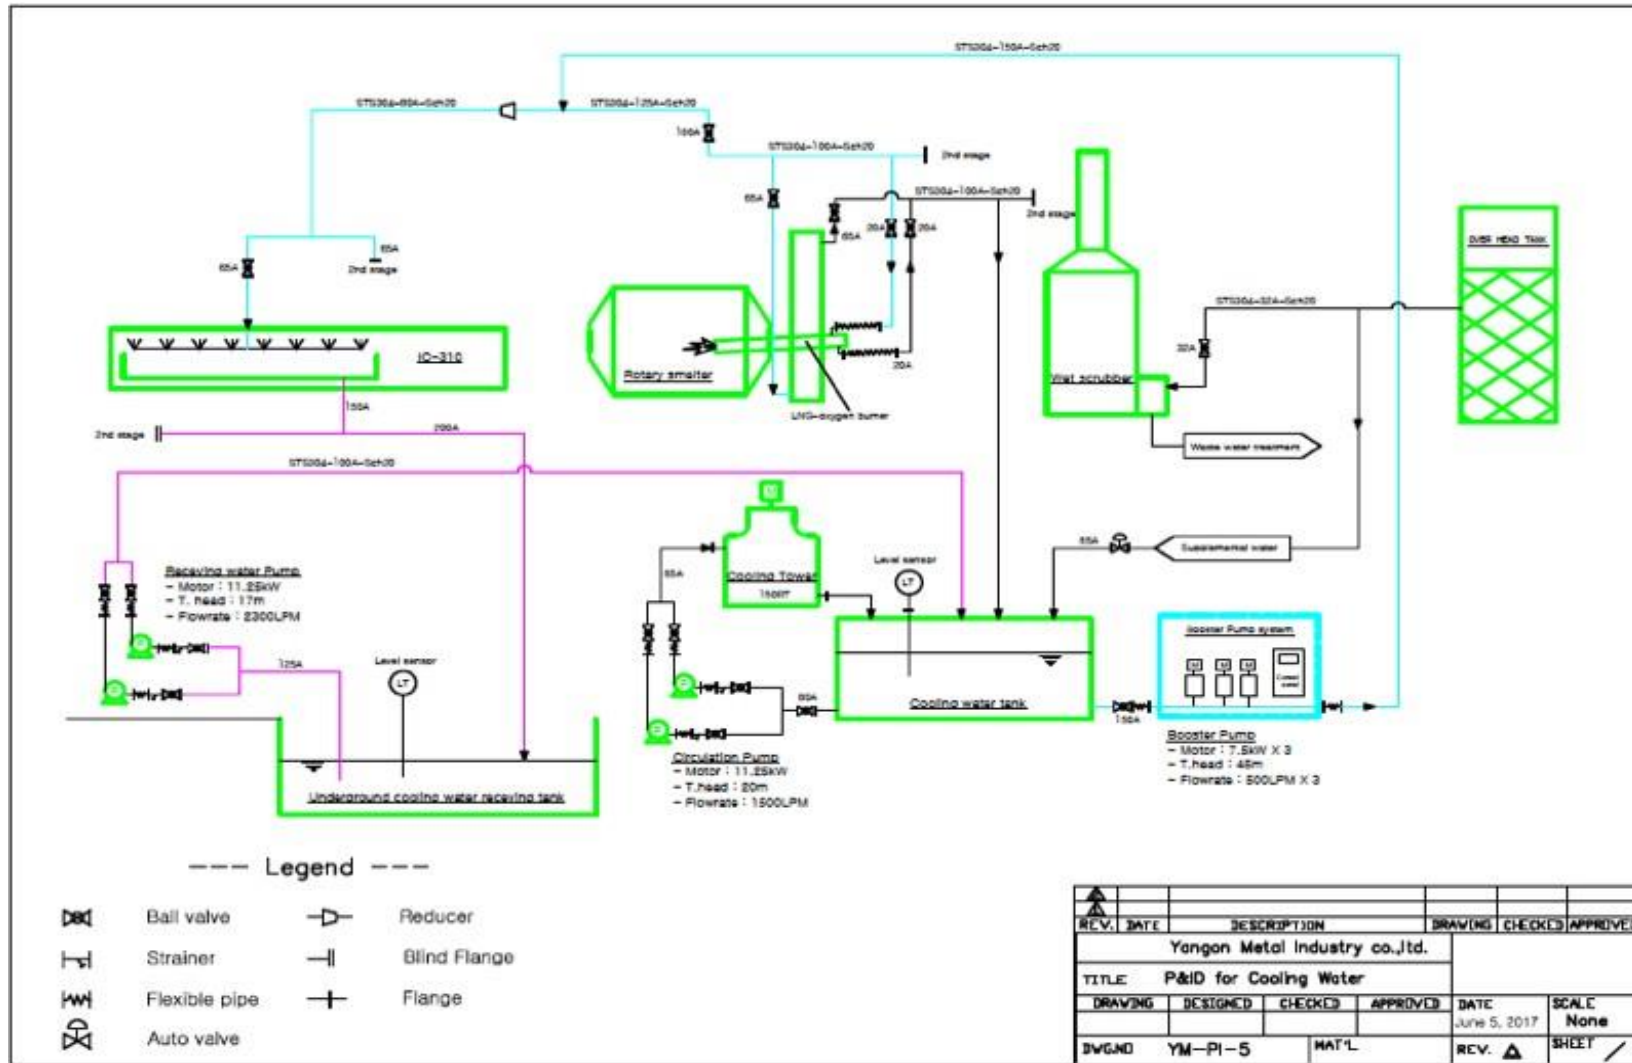 STS304-150A-Sch20
STS304-80A-Sch20
STS304-125A-Sch20
100A
STS304-100A-Sch20
2nd stage
65A
STS304-100A-Sch20
2nd stage
65A
20A
20A
65A
65A
2nd stage
OVER HEAD TANK
STS304-32A-Sch20
32A
IC-310
Rotary smelter
20A
Wet scrubber
LNG-oxygen burner
150A
2nd stage
200A
Waste water treatment
STS304-100A-Sch20
65A
Supplemental water
Receving water Pump
- Motor : 11.25kW
- T. head : 17m
- Flowrate : 2300LPM
65A
Cooling Tower
150RT
Level sensor
LT
Booster Pump system
M
M
M
Control panel
125A
Level sensor
LT
80A
Cooling water tank
150A
Underground cooling water receving tank
Circulation Pump
- Motor : 11.25kW
- T.head : 20m
- Flowrate : 1500LPM
Booster Pump
- Motor : 7.5kW X 3
- T.head : 45m
- Flowrate : 500LPM X 3
--- Legend ---
Ball valve
Reducer
Strainer
Blind Flange
Flexible pipe
Flange
Auto valve
REV. DATE DESCRIPTION DRAWING CHECKED APPROVED
Yangon Metal Industry co.,ltd.
TITLE P&ID for Cooling Water
DRAWING DESIGNED CHECKED APPROVED DATE SCALE
June 5, 2017 None
DWG.NO YM-PI-5 MAT'L REV. SHEET